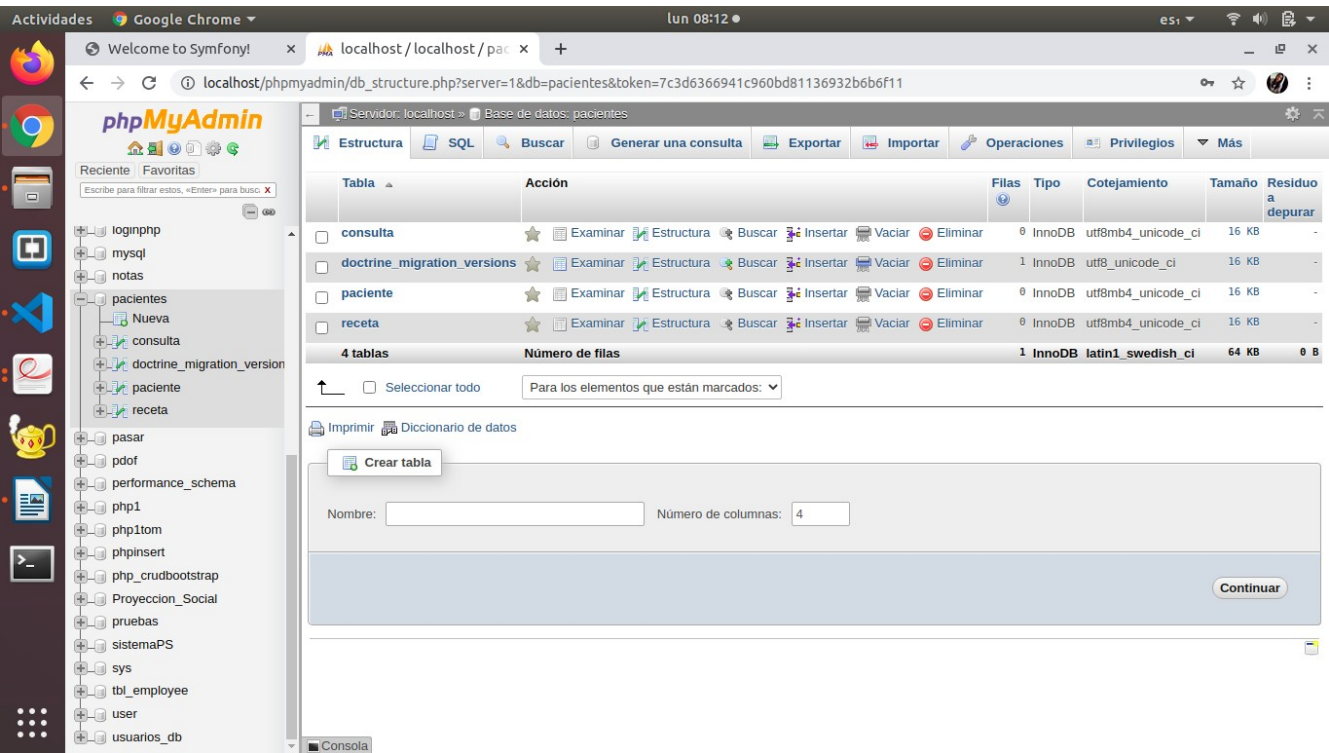 Actividades Google Chrome lun 08:12 es₁
Welcome to Symfony! localhost / localhost / pac
localhost/phpmyadmin/db_structure.php?server=1&db=pacientes&token=7c3d6366941c960bd81136932b6b6f11
phpMyAdmin
Reciente Favoritas
Escribe para filtrar estos, «Enter» para busc X
loginphp
mysql
notas
pacientes
Nueva
consulta
doctrine_migration_version
paciente
receta
pasar
pdof
performance_schema
php1
php1tom
phpinsert
php_crudbootstrap
Proyeccion_Social
pruebas
sistemaPS
sys
tbl_employee
user
usuarios_db
Servidor: localhost » Base de datos: pacientes
Estructura SQL Buscar Generar una consulta Exportar Importar Operaciones Privilegios Más
Tabla Acción Filas Tipo Cotejamiento Tamaño Residuo a depurar
consulta Examinar Estructura Buscar Insertar Vaciar Eliminar 0 InnoDB utf8mb4_unicode_ci 16 KB -
doctrine_migration_versions Examinar Estructura Buscar Insertar Vaciar Eliminar 1 InnoDB utf8_unicode_ci 16 KB -
paciente Examinar Estructura Buscar Insertar Vaciar Eliminar 0 InnoDB utf8mb4_unicode_ci 16 KB -
receta Examinar Estructura Buscar Insertar Vaciar Eliminar 0 InnoDB utf8mb4_unicode_ci 16 KB -
4 tablas Número de filas 1 InnoDB latin1_swedish_ci 64 KB 0 B
Seleccionar todo Para los elementos que están marcados:
Imprimir Diccionario de datos
Crear tabla
Nombre: Número de columnas: 4
Continuar
Consola